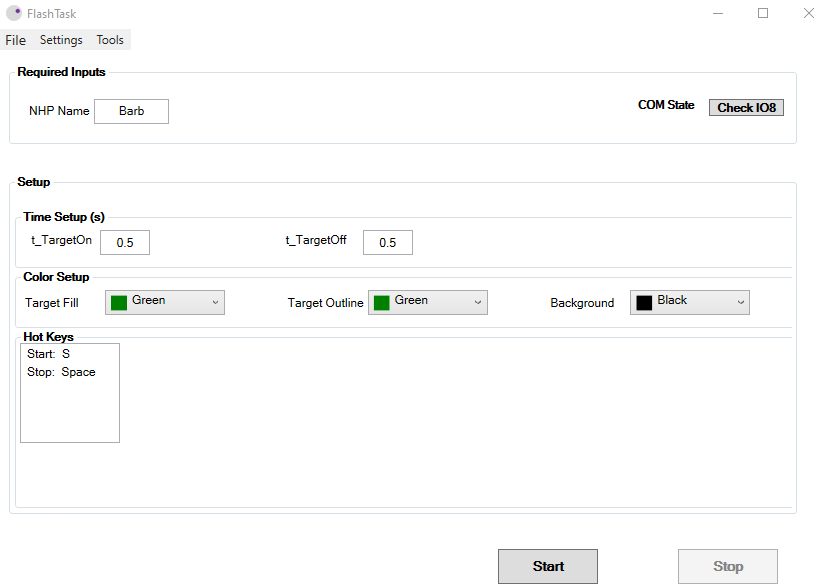 FlashTask
File Settings Tools
Required Inputs
NHP Name Barb COM State Check IO8
Setup
Time Setup (s)
t_TargetOn 0.5 t_TargetOff 0.5
Color Setup
Target Fill Green Target Outline Green Background Black
Hot Keys
Start: S
Stop: Space
Start Stop